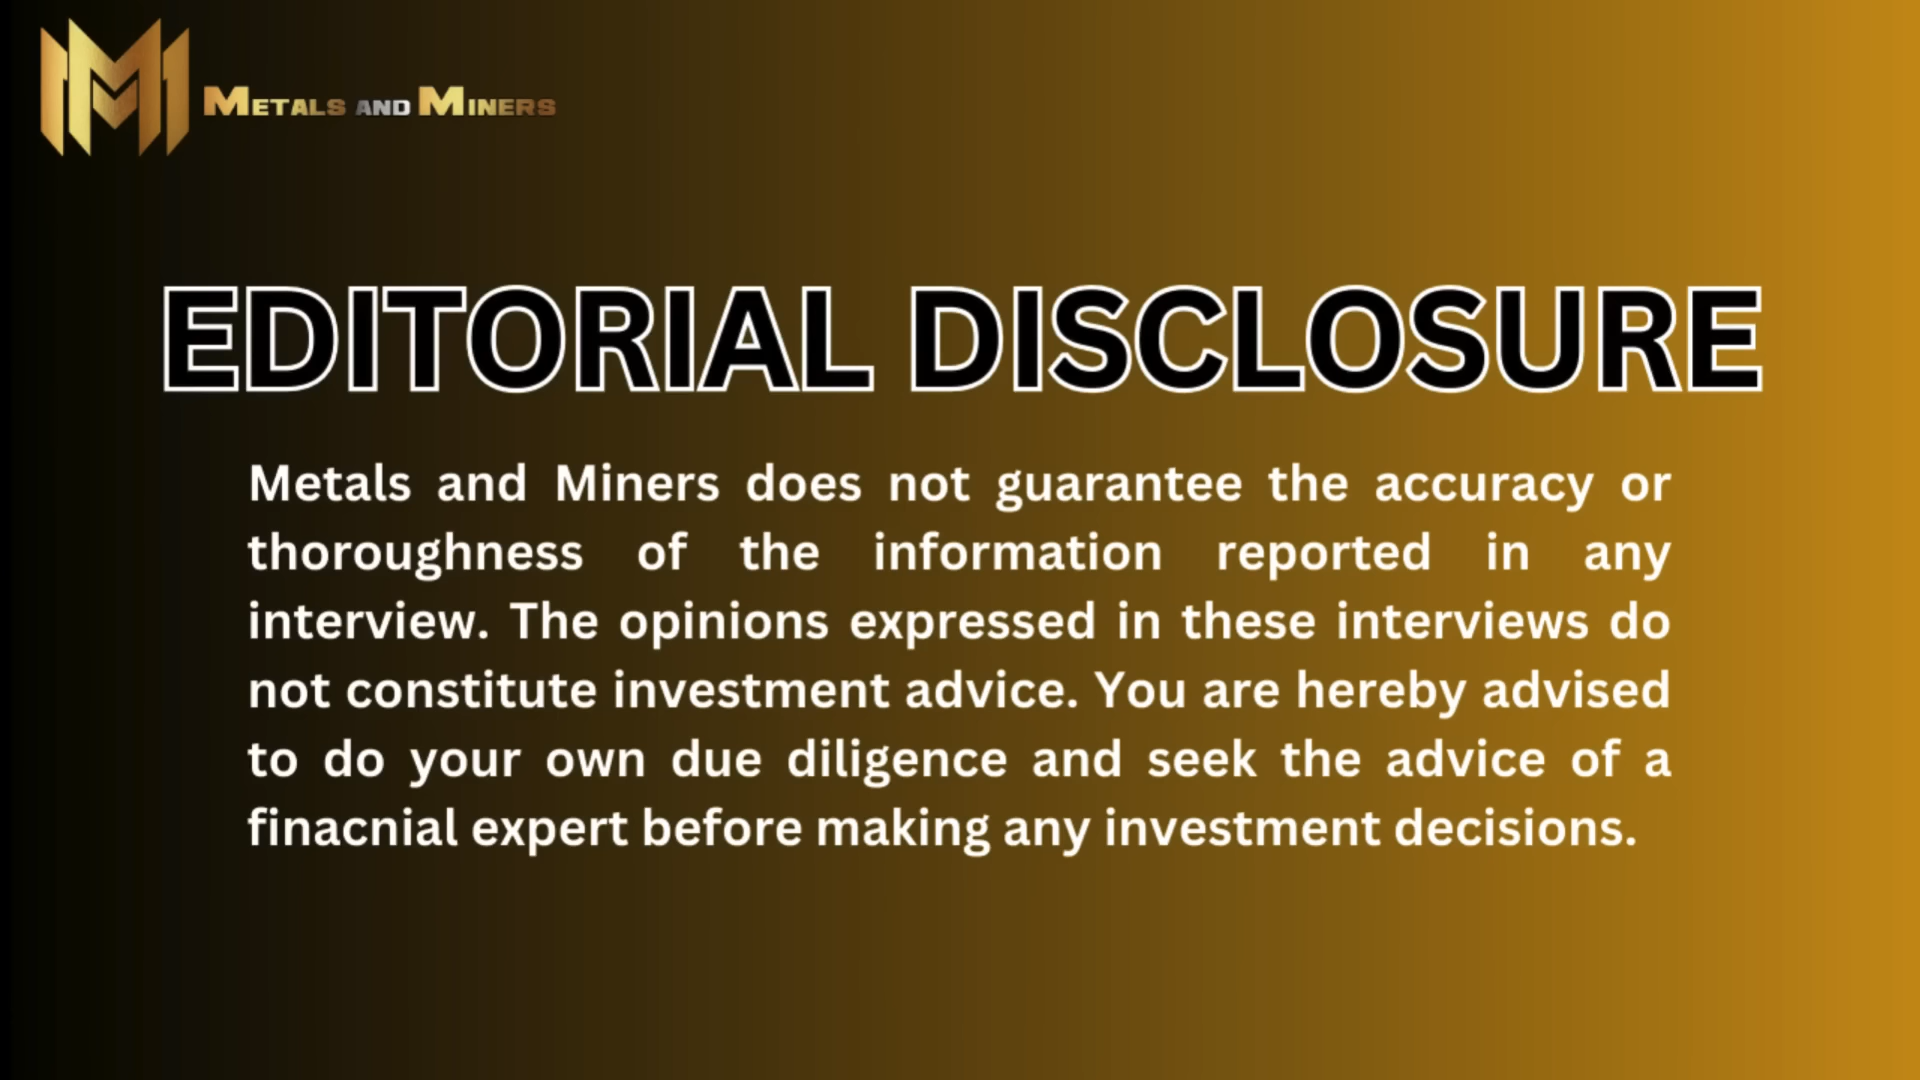 METALS AND MINERS
EDITORIAL DISCLOSURE
Metals and Miners does not guarantee the accuracy or
thoroughness of the information reported in any
interview. The opinions expressed in these interviews do
not constitute investment advice. You are hereby advised
to do your own due diligence and seek the advice of a
finacnial expert before making any investment decisions.